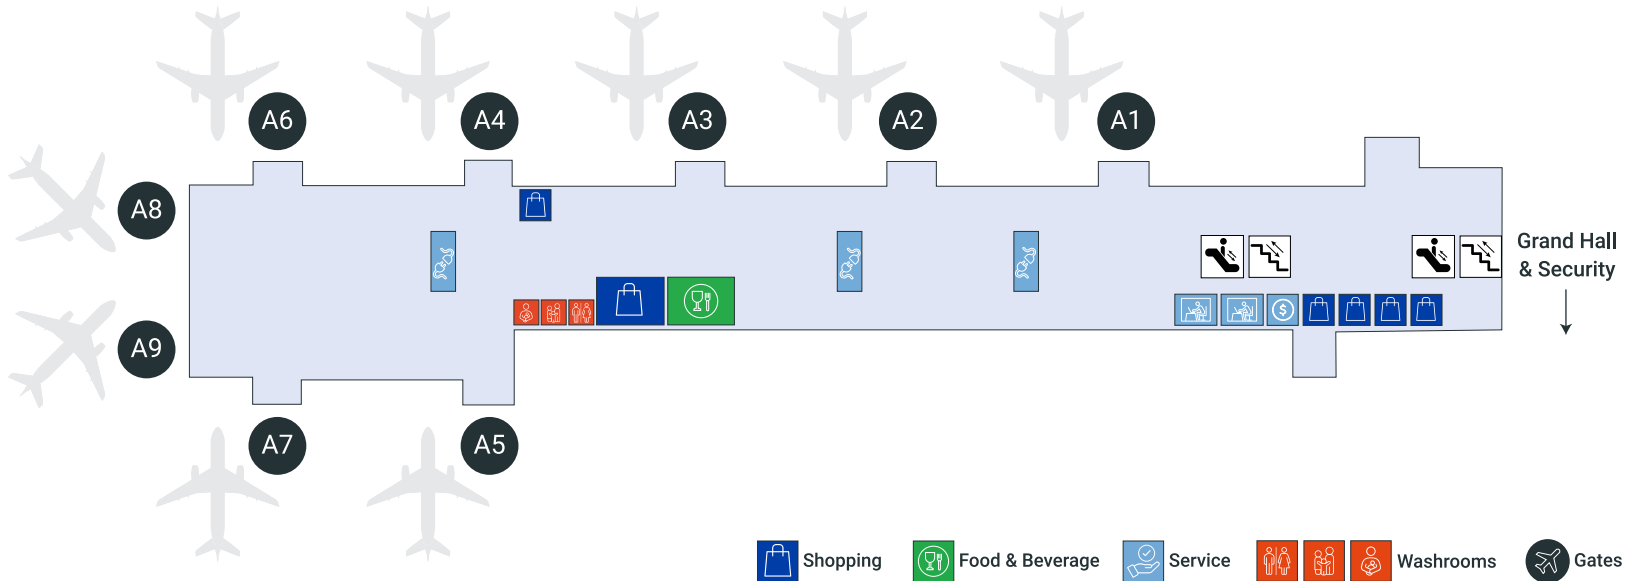 A6
A4
A3
A2
A1
A8
Grand Hall
& Security
$
A9
A7
A5
Shopping
Food & Beverage
Service
Washrooms
Gates